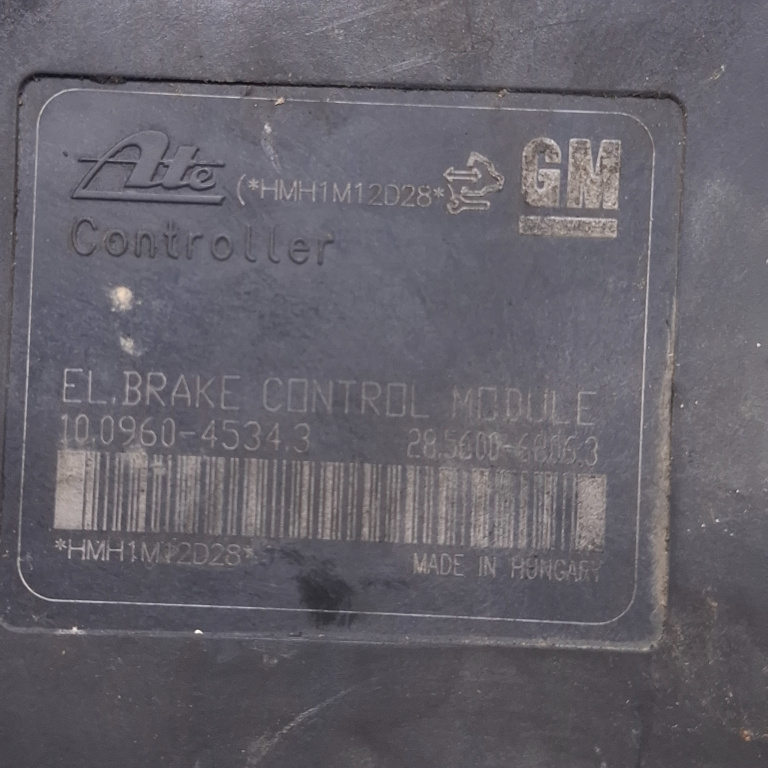 Ate (*HMH1M12D28* GM
Controller
EL.BRAKE CONTROL MODULE
10.0960-4534.3
*HMH1M12D28*
MADE IN HUNGARY